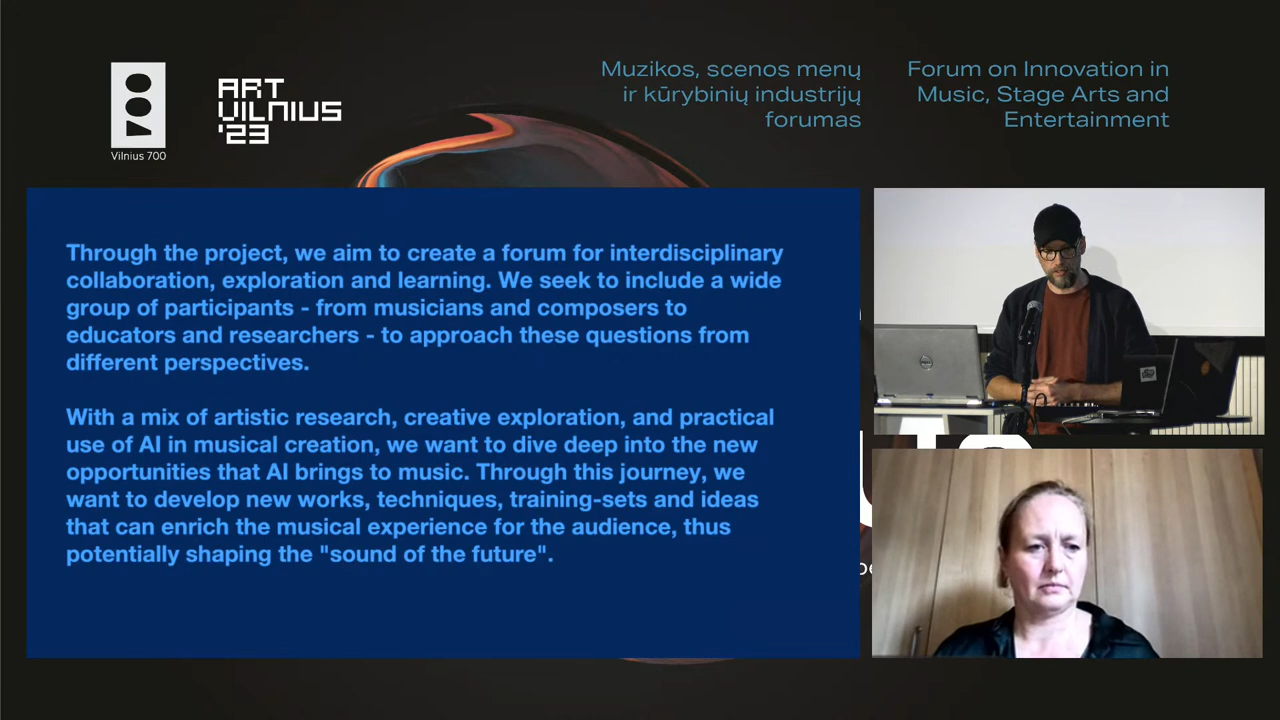 Vilnius 700
ART
VILNIUS
'23
Muzikos, scenos menų
ir kūrybinių industrijų
forumas
Forum on Innovation in
Music, Stage Arts and
Entertainment
Through the project, we aim to create a forum for interdisciplinary
collaboration, exploration and learning. We seek to include a wide
group of participants - from musicians and composers to
educators and researchers - to approach these questions from
different perspectives.
With a mix of artistic research, creative exploration, and practical
use of AI in musical creation, we want to dive deep into the new
opportunities that AI brings to music. Through this journey, we
want to develop new works, techniques, training-sets and ideas
that can enrich the musical experience for the audience, thus
potentially shaping the "sound of the future".
DELL